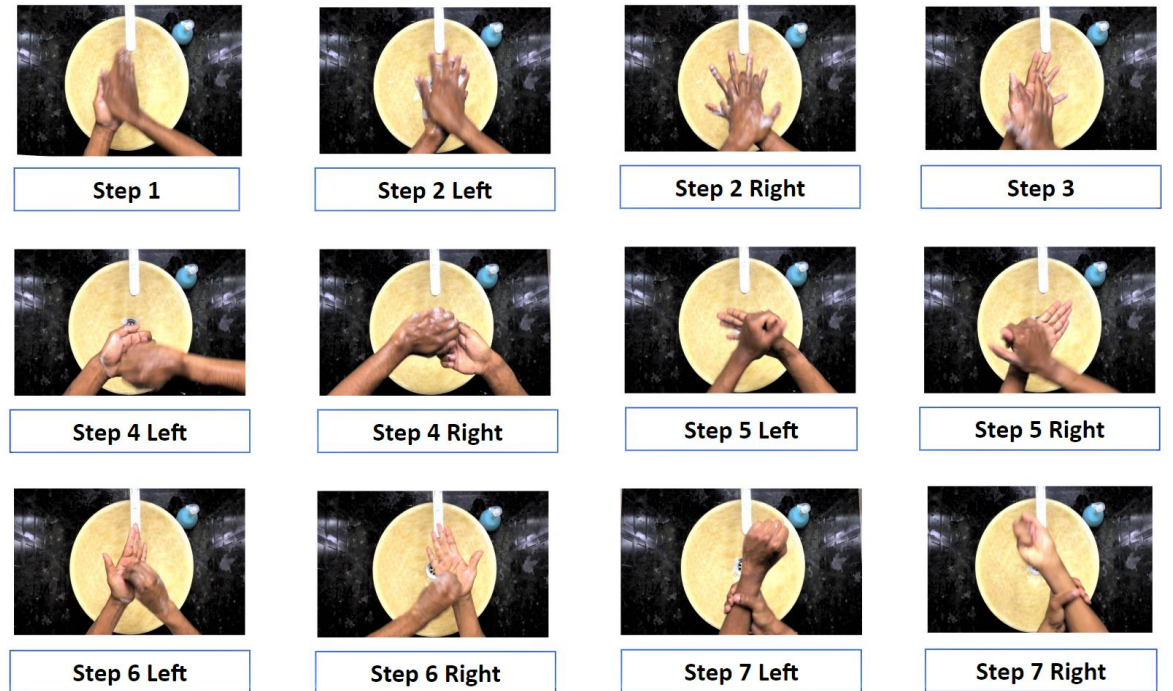 Step 1
Step 2 Left
Step 2 Right
Step 3
Step 4 Left
Step 4 Right
Step 5 Left
Step 5 Right
Step 6 Left
Step 6 Right
Step 7 Left
Step 7 Right